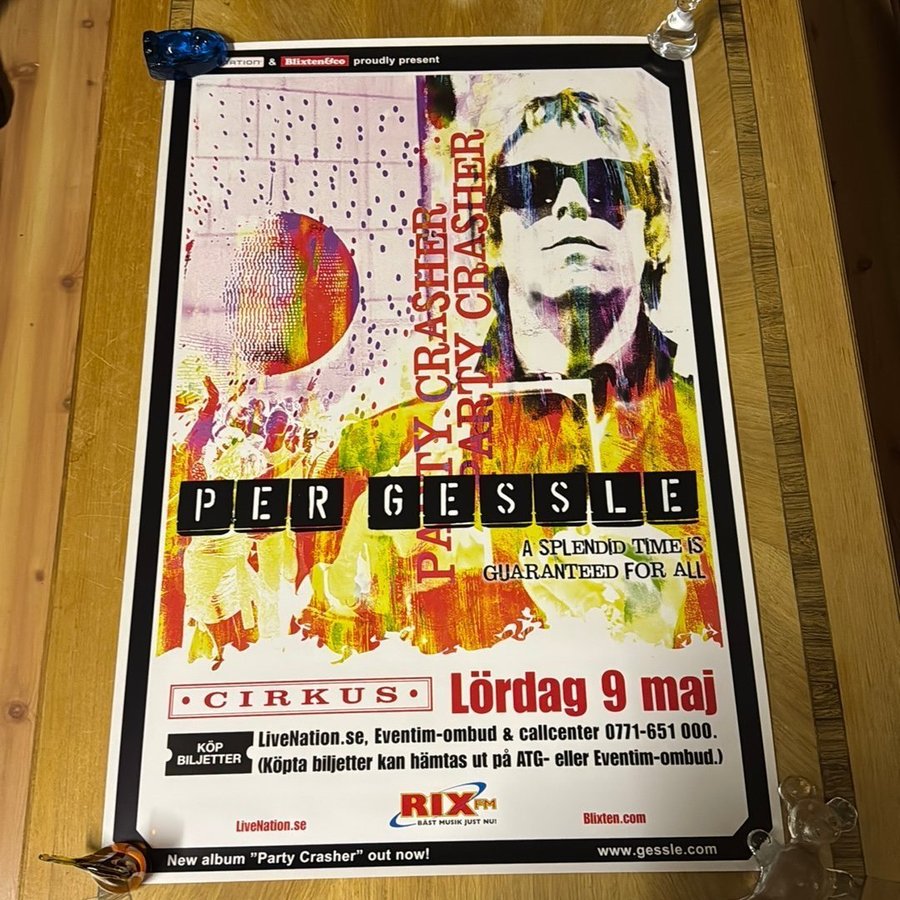 & Blixten&co proudly present
PARTY CRASHER
PARTY CRASHER
PER GESSLE
A SPLENDID TIME IS
GUARANTEED FOR ALL
• CIRKUS •
Lördag 9 maj
KÖP
BILJETTER
LiveNation.se, Eventim-ombud & callcenter 0771-651 000.
(Köpta biljetter kan hämtas ut på ATG- eller Eventim-ombud.)
RIX FM
BÄST MUSIK JUST NU!
LiveNation.se
Blixten.com
New album ”Party Crasher” out now!
www.gessle.com